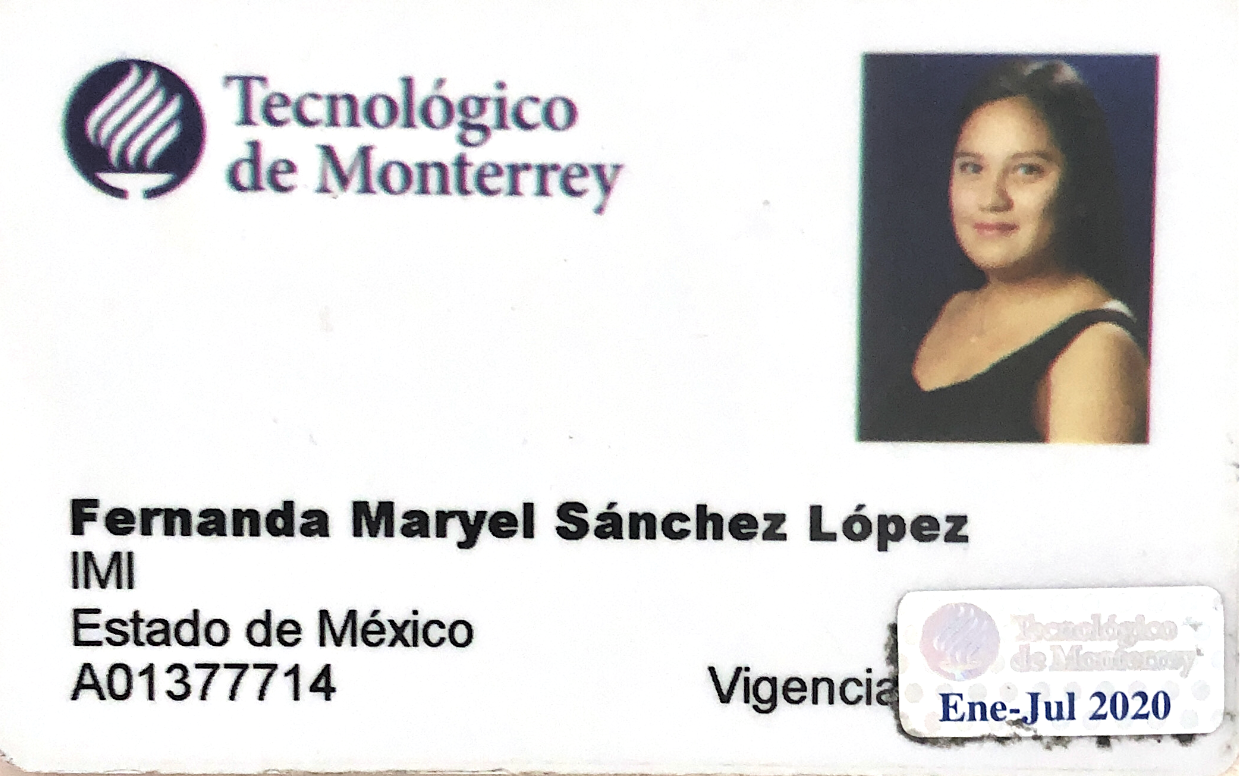 Tecnológico
de Monterrey
Fernanda Maryel Sánchez López
IMI
Estado de México
A01377714
Vigencia
Tecnológico
de Monterrey
Ene-Jul 2020